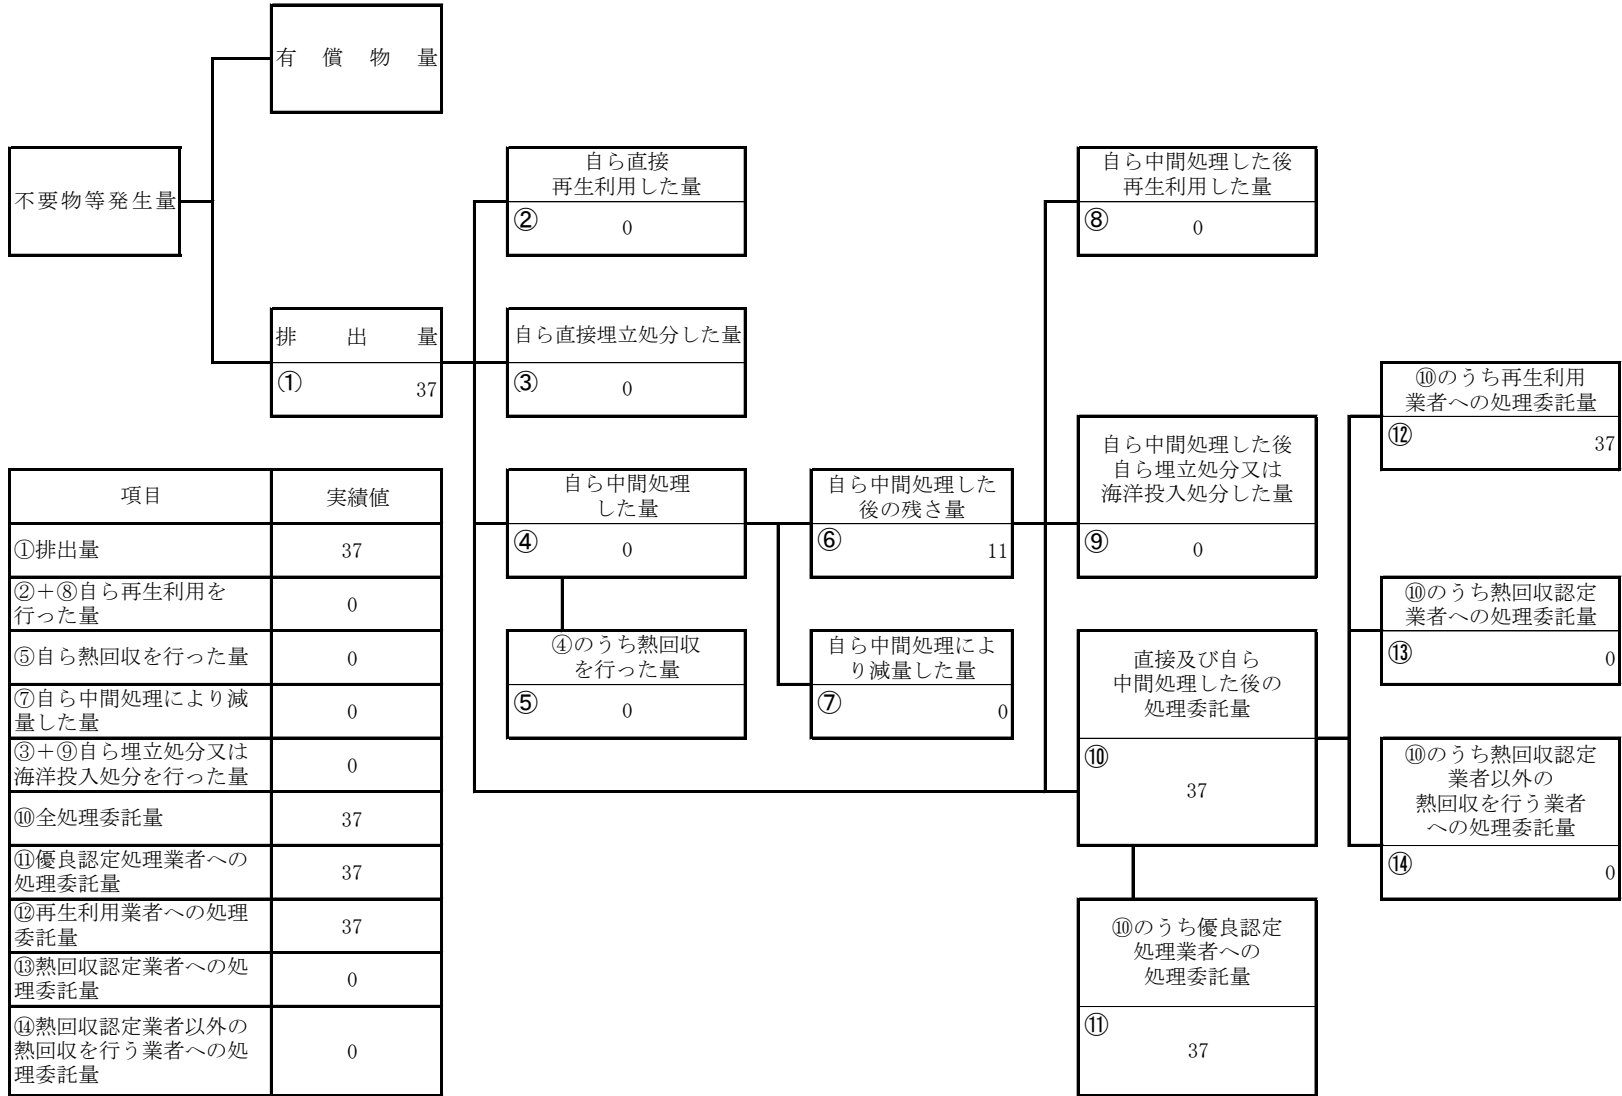 有償物量
不要物等発生量
排出量
① 37
自ら直接
再生利用した量
② 0
自ら直接埋立処分した量
③ 0
自ら中間処理
した量
④ 0
④のうち熱回収
を行った量
⑤ 0
自ら中間処理した
後の残さ量
⑥ 11
自ら中間処理によ
り減量した量
⑦ 0
自ら中間処理した後
再生利用した量
⑧ 0
自ら中間処理した後
自ら埋立処分又は
海洋投入処分した量
⑨ 0
直接及び自ら
中間処理した後の
処理委託量
⑩
37
⑩のうち優良認定
処理業者への
処理委託量
⑪
37
⑩のうち再生利用
業者への処理委託量
⑫ 37
⑩のうち熱回収認定
業者への処理委託量
⑬ 0
⑩のうち熱回収認定
業者以外の
熱回収を行う業者
への処理委託量
⑭ 0
項目 実績値
①排出量 37
②＋⑧自ら再生利用を
行った量 0
⑤自ら熱回収を行った量 0
⑦自ら中間処理により減
量した量 0
③＋⑨自ら埋立処分又は
海洋投入処分を行った量 0
⑩全処理委託量 37
⑪優良認定処理業者への
処理委託量 37
⑫再生利用業者への処理
委託量 37
⑬熱回収認定業者への処
理委託量 0
⑭熱回収認定業者以外の
熱回収を行う業者への処
理委託量 0